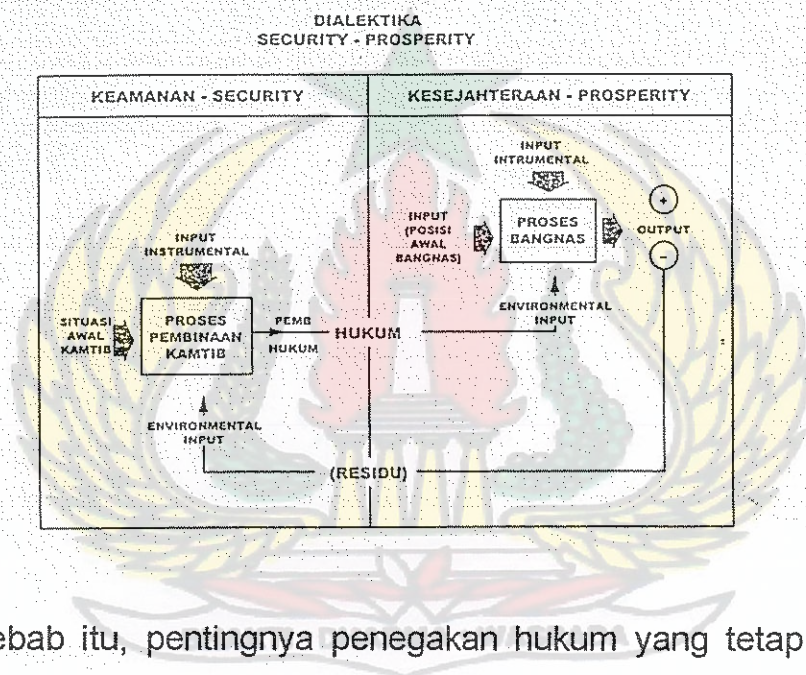 DIALEKTIKA
SECURITY - PROSPERITY
KEAMANAN - SECURITY
KESEJAHTERAAN - PROSPERITY
INPUT
INSTRUMENTAL
SITUASI
AWAL
KAMTIB
PROSES
PEMBINAAN
KAMTIB
PEMB
HUKUM
ENVIRONMENTAL
INPUT
HUKUM
INPUT
INTRUMENTAL
INPUT
(POSISI
AWAL
BANGNAS)
PROSES
BANGNAS
+
OUTPUT
-
ENVIRONMENTAL
INPUT
(RESIDU)
ebab itu, pentingnya penegakan hukum yang tetap